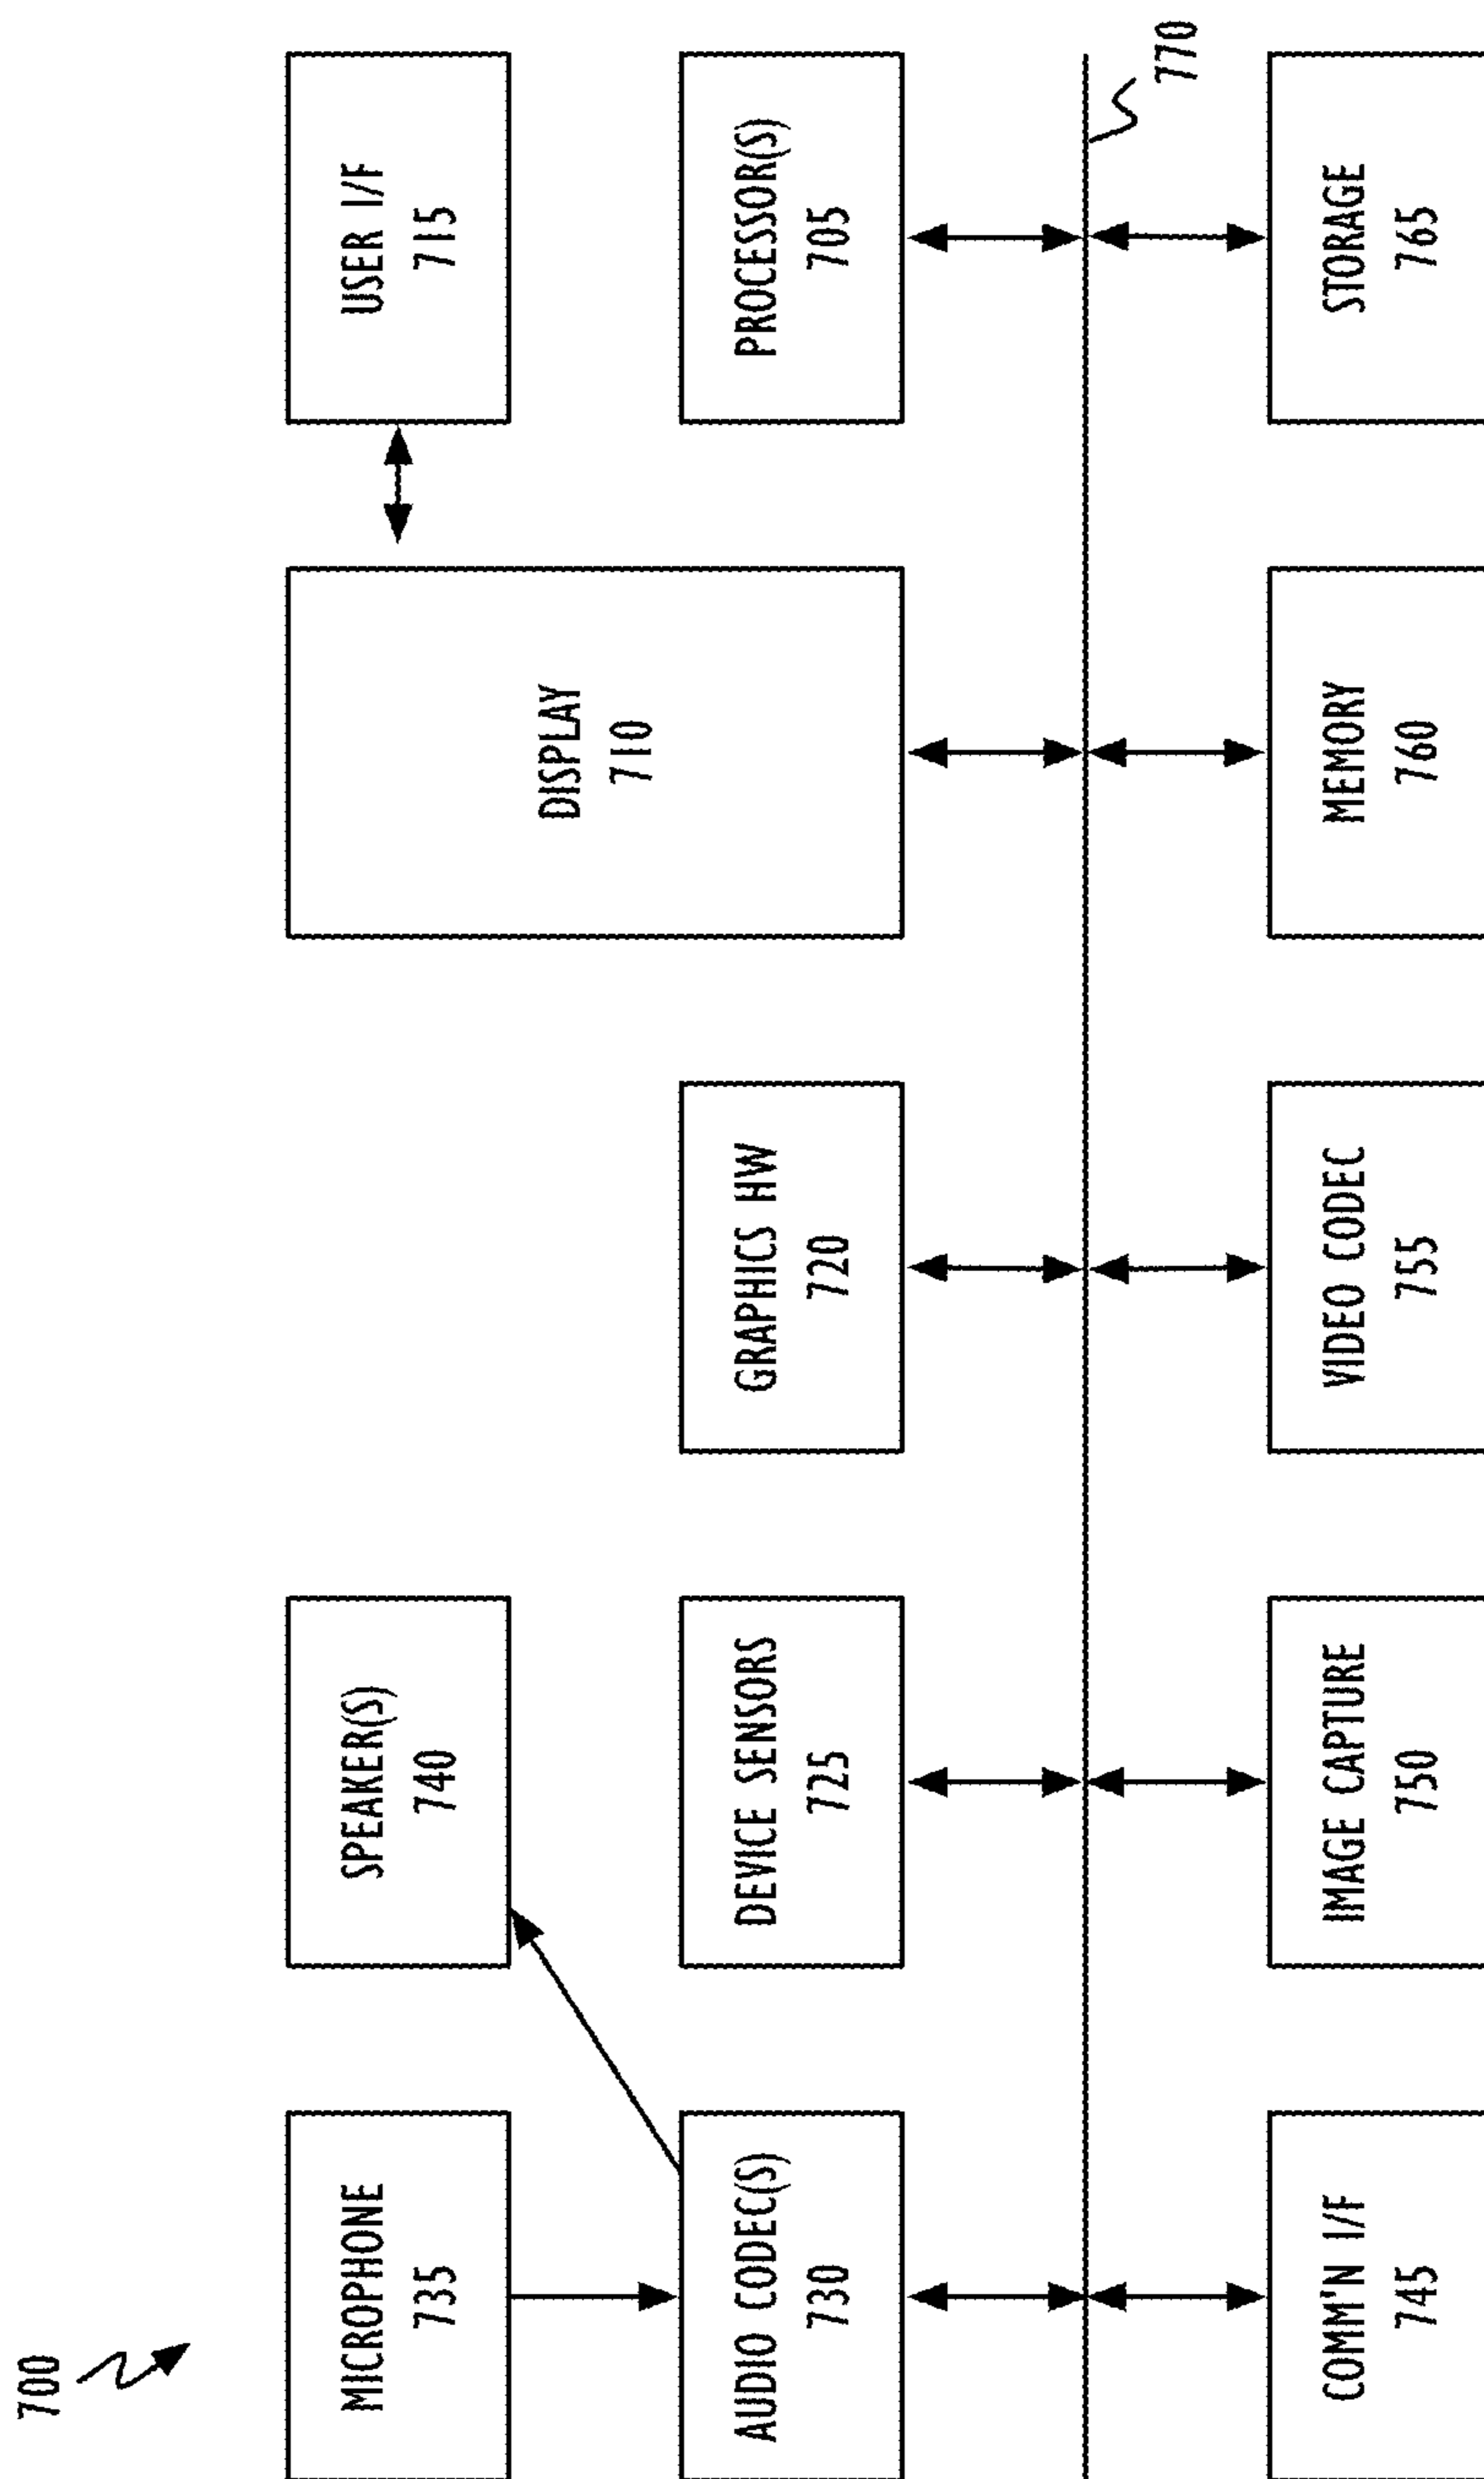 700
MICROPHONE
735
SPEAKER(S)
740
DISPLAY
710
USER I/F
715
AUDIO CODEC(S)
730
DEVICE SENSORS
725
GRAPHICS HW
720
PROCESSOR(S)
705
770
COMM'N I/F
745
IMAGE CAPTURE
750
VIDEO CODEC
755
MEMORY
760
STORAGE
765